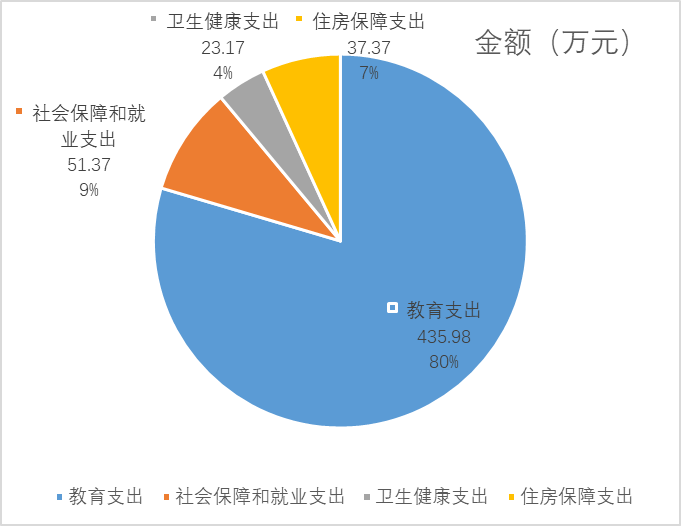 金额（万元）
卫生健康支出
23.17
4%
住房保障支出
37.37
7%
社会保障和就
业支出
51.37
9%
教育支出
435.98
80%
教育支出 社会保障和就业支出 卫生健康支出 住房保障支出